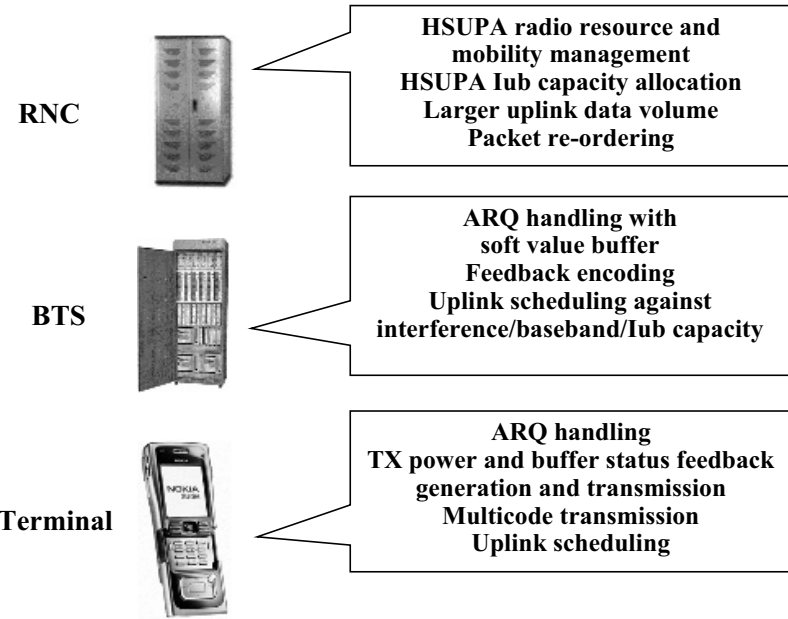 RNC
HSUPA radio resource and
mobility management
HSUPA Iub capacity allocation
Larger uplink data volume
Packet re-ordering
BTS
ARQ handling with
soft value buffer
Feedback encoding
Uplink scheduling against
interference/baseband/Iub capacity
Terminal
NOKIA
ARQ handling
TX power and buffer status feedback
generation and transmission
Multicode transmission
Uplink scheduling